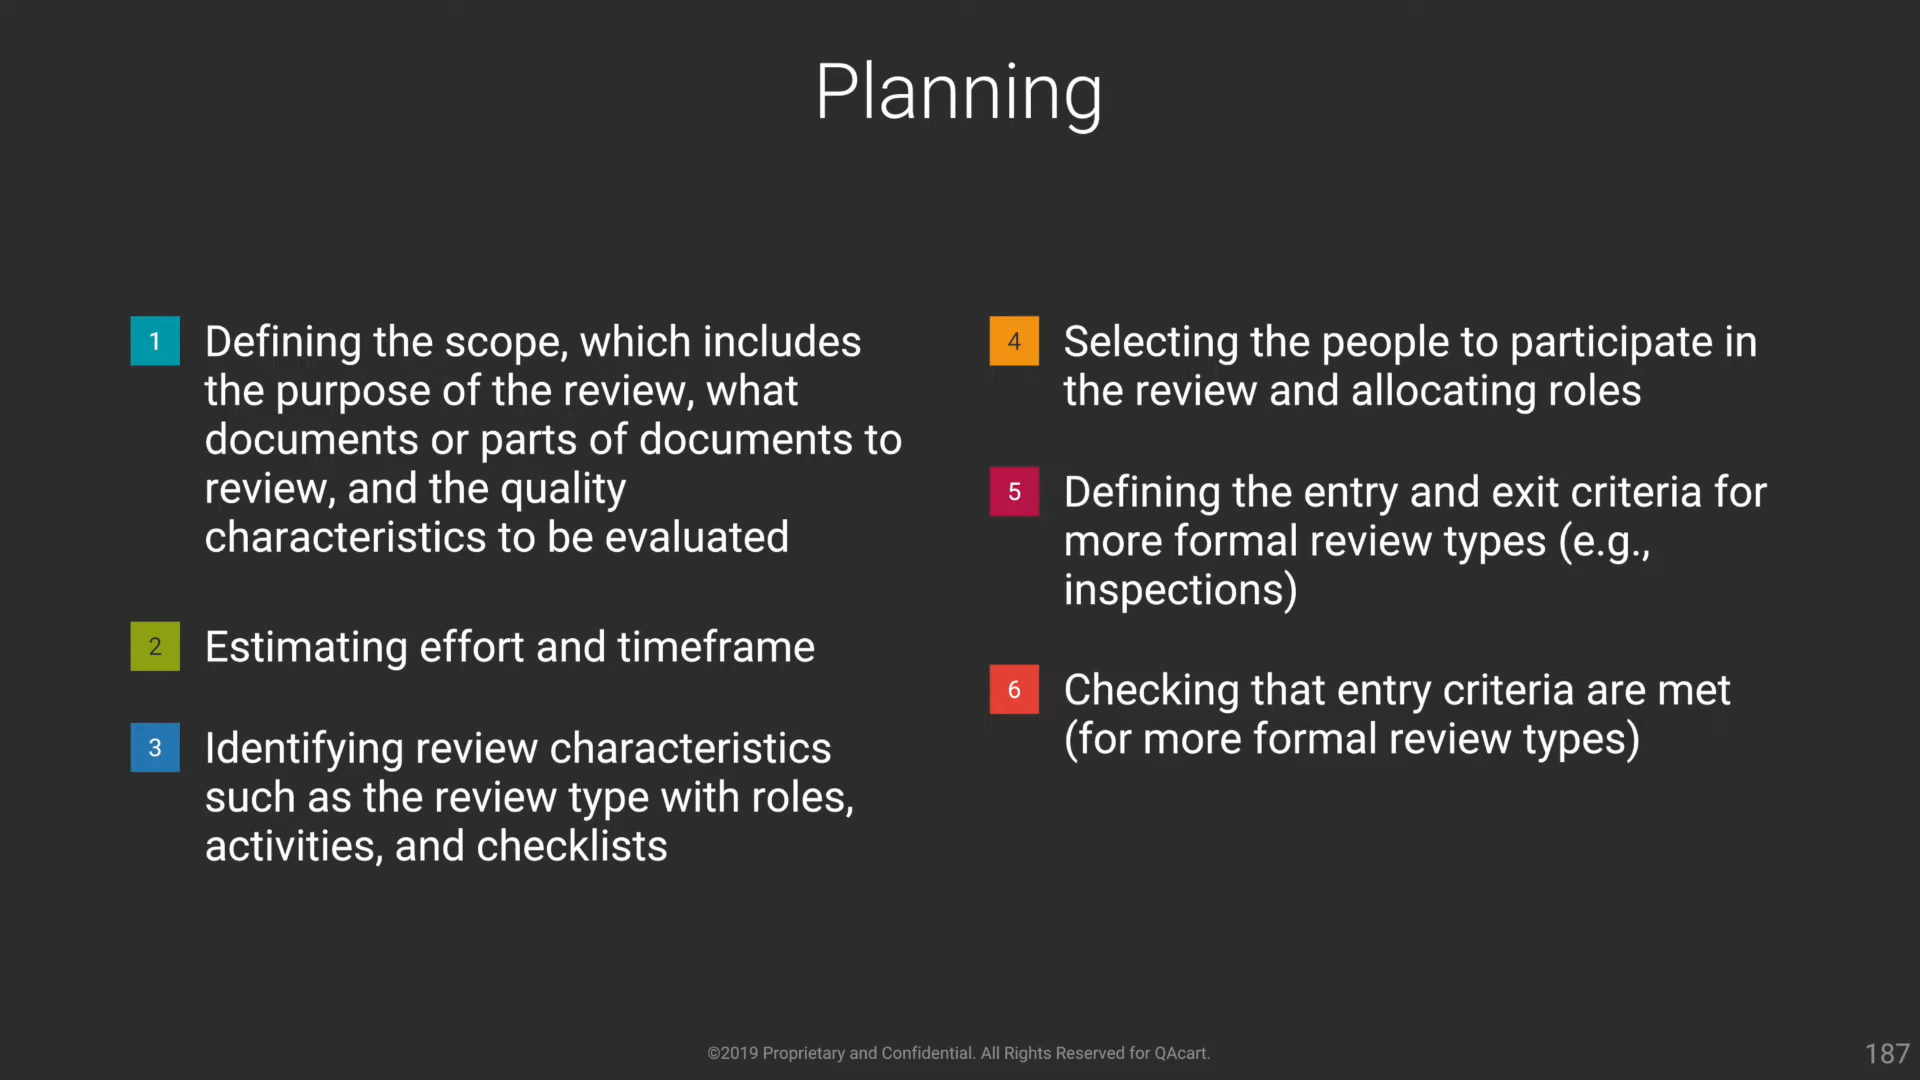 Planning
1
Defining the scope, which includes
the purpose of the review, what
documents or parts of documents to
review, and the quality
characteristics to be evaluated
2
Estimating effort and timeframe
3
Identifying review characteristics
such as the review type with roles,
activities, and checklists
4
Selecting the people to participate in
the review and allocating roles
5
Defining the entry and exit criteria for
more formal review types (e.g.,
inspections)
6
Checking that entry criteria are met
(for more formal review types)
©2019 Proprietary and Confidential. All Rights Reserved for QAcart.
187